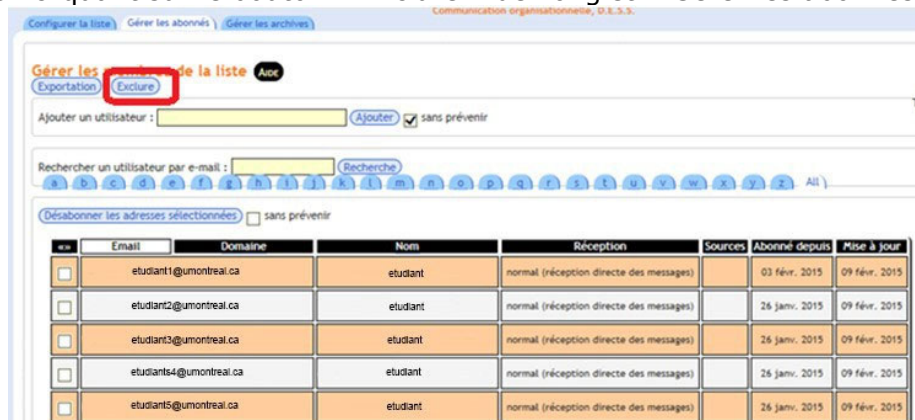 Communication organisationnelle, D.E.S.S.
Configurer la liste Gérer les abonnés Gérer les archives
Gérer les membres de la liste AIDE
Exportation Exclure
Ajouter un utilisateur : Ajouter sans prévenir
Rechercher un utilisateur par e-mail : Recherche
a b c d e f g h i j k l m n o p q r s t u v w x y z All
Désabonner les adresses sélectionnées sans prévenir
Email Domaine Nom Réception Sources Abonné depuis Mise à jour
etudiant1@umontreal.ca etudiant normal (réception directe des messages) 03 févr. 2015 09 févr. 2015
etudiant2@umontreal.ca etudiant normal (réception directe des messages) 26 janv. 2015 09 févr. 2015
etudiant3@umontreal.ca etudiant normal (réception directe des messages) 26 janv. 2015 09 févr. 2015
etudiants4@umontreal.ca etudiant normal (réception directe des messages) 26 janv. 2015 09 févr. 2015
etudiant5@umontreal.ca etudiant normal (réception directe des messages) 26 janv. 2015 09 févr. 2015